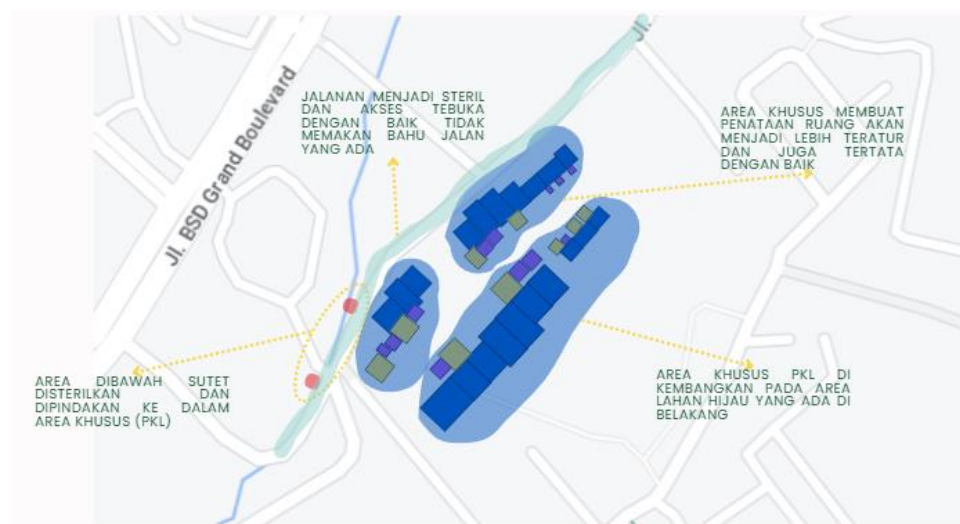 Jl.
Jl. BSD Grand Boulevard
JALANAN MENJADI STERIL
DAN AKSES TEBUKA
DENGAN BAIK TIDAK
MEMAKAN BAHU JALAN
YANG ADA
AREA KHUSUS MEMBUAT
PENATAAN RUANG AKAN
MENJADI LEBIH TERATUR
DAN JUGA TERTATA
DENGAN BAIK
AREA DIBAWAH SUTET
DISTERILKAN DAN
DIPINDAKAN KE DALAM
AREA KHUSUS (PKL)
AREA KHUSUS PKL DI
KEMBANGKAN PADA AREA
LAHAN HIJAU YANG ADA DI
BELAKANG